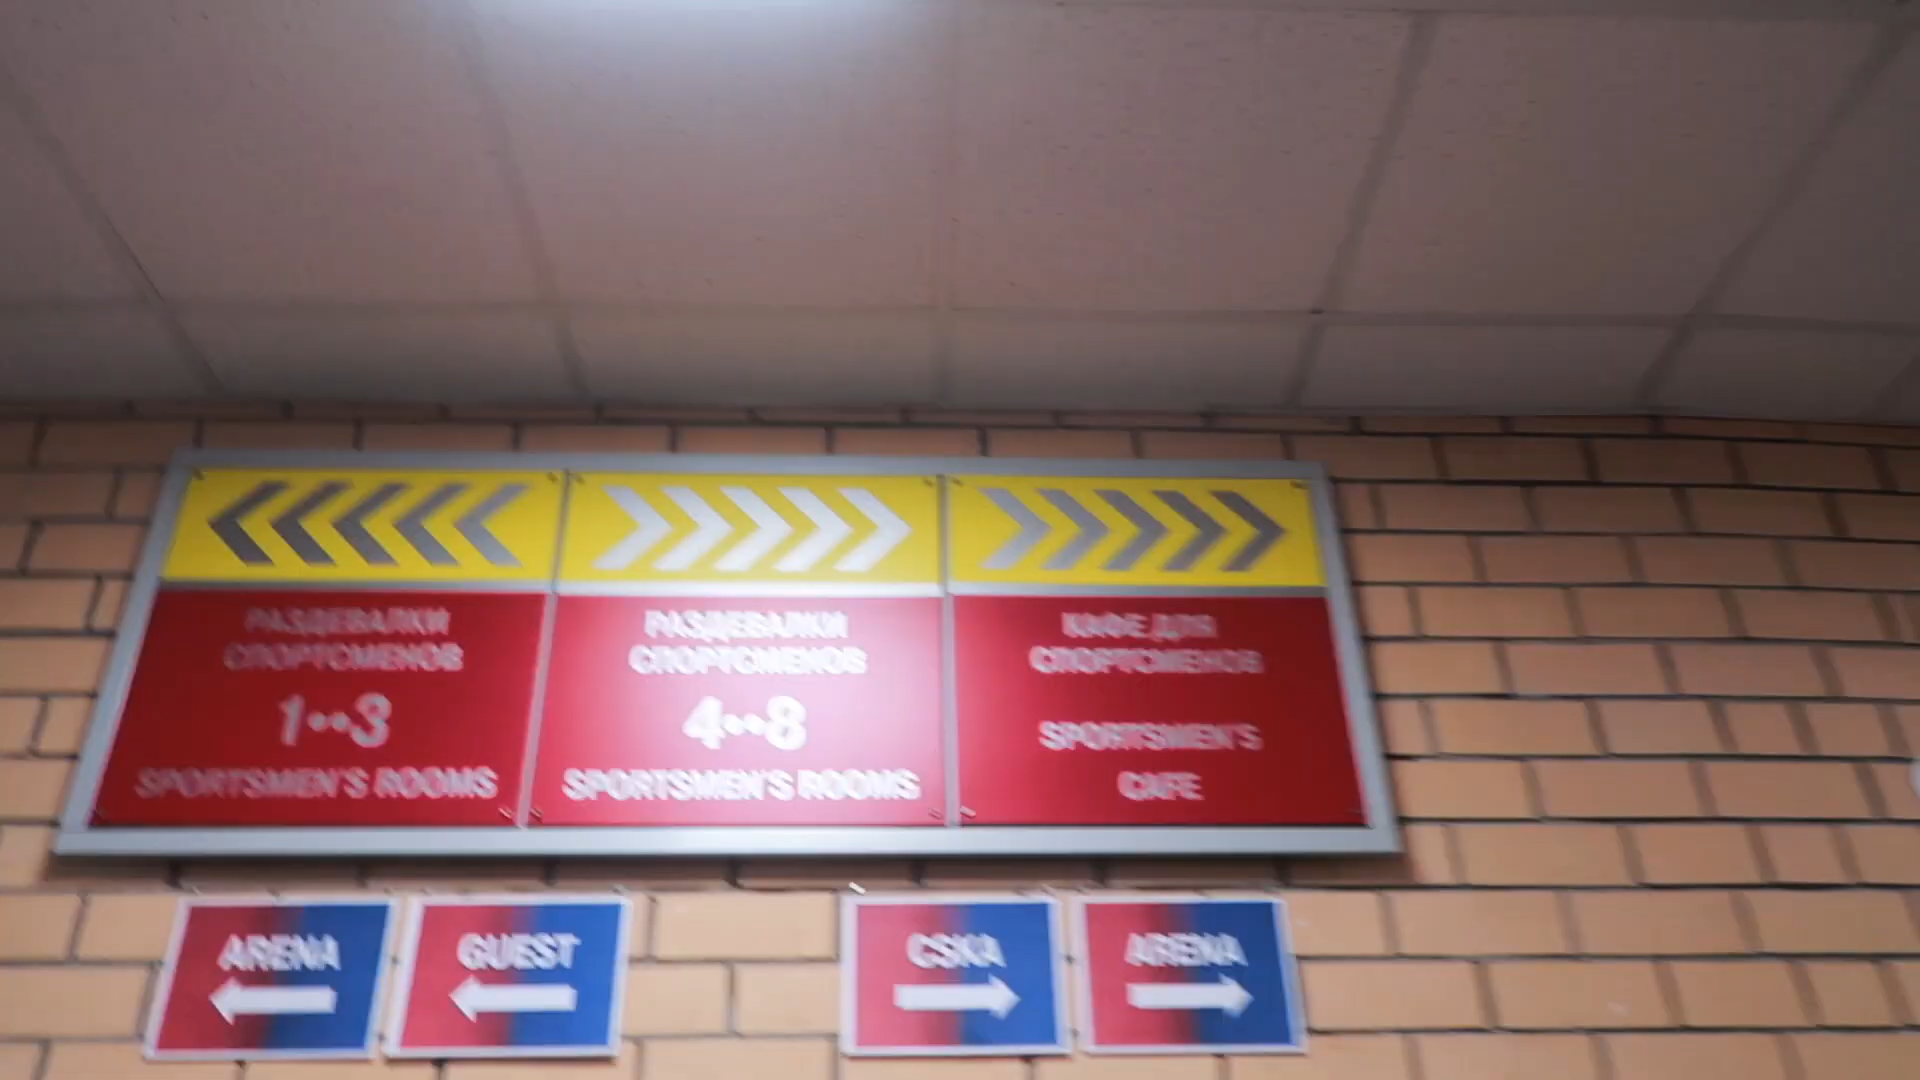 РАЗДЕВАЛКИ
СПОРТСМЕНОВ
1••3
SPORTSMEN'S ROOMS
РАЗДЕВАЛКИ
СПОРТСМЕНОВ
4••8
SPORTSMEN'S ROOMS
КАФЕ ДЛЯ
СПОРТСМЕНОВ
SPORTSMEN'S
CAFE
ARENA
GUEST
CSKA
ARENA